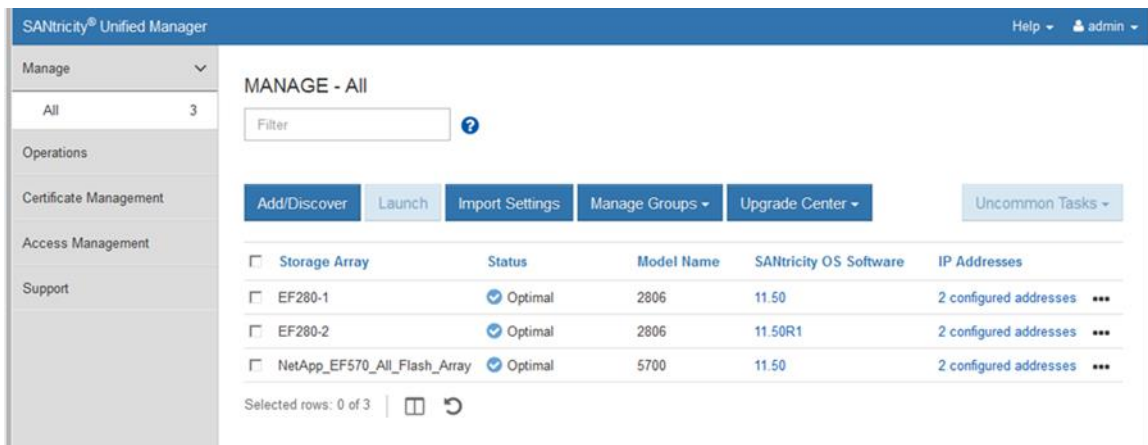 SANtricity® Unified Manager Help admin
Manage
All 3
Operations
Certificate Management
Access Management
Support
MANAGE - All
Filter
Add/Discover Launch Import Settings Manage Groups Upgrade Center Uncommon Tasks
Storage Array Status Model Name SANtricity OS Software IP Addresses
EF280-1 Optimal 2806 11.50 2 configured addresses
EF280-2 Optimal 2806 11.50R1 2 configured addresses
NetApp_EF570_All_Flash_Array Optimal 5700 11.50 2 configured addresses
Selected rows: 0 of 3